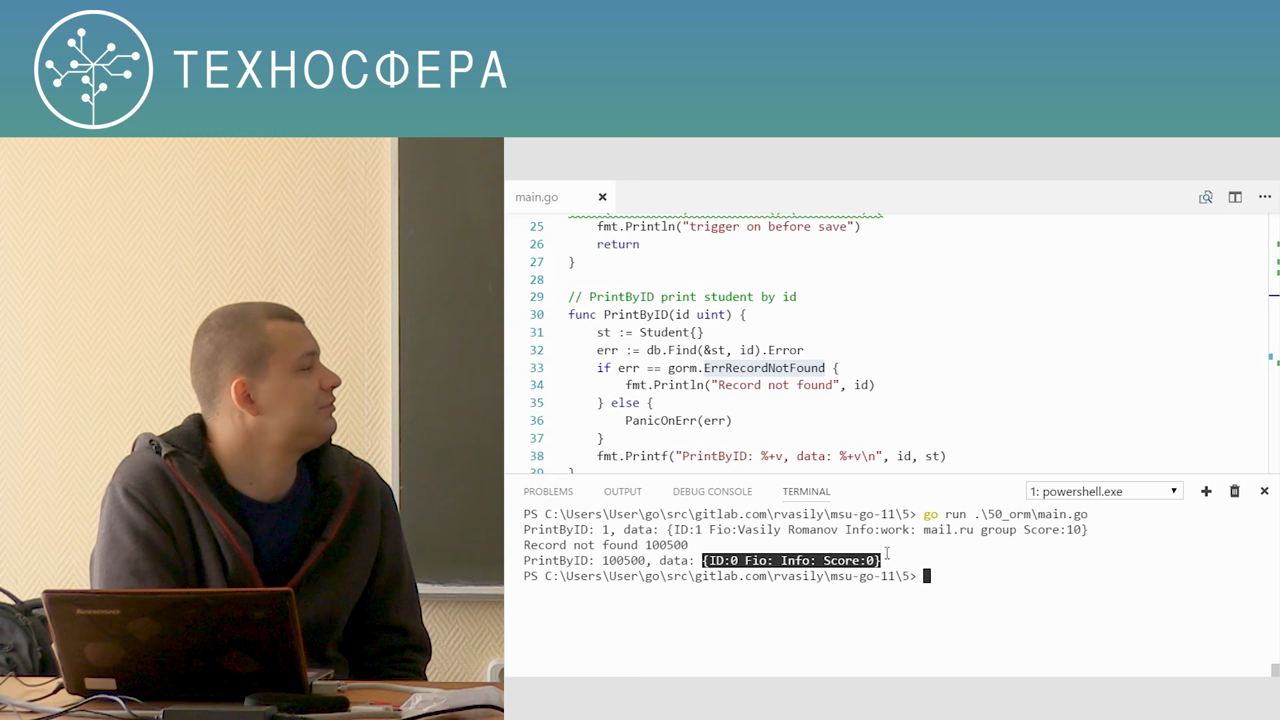 ТЕХНОСФЕРА
main.go
25 fmt.Println("trigger on before save")
26 return
27 }
28
29 // PrintByID print student by id
30 func PrintByID(id uint) {
31 st := Student{}
32 err := db.Find(&st, id).Error
33 if err == gorm.ErrRecordNotFound {
34 fmt.Println("Record not found", id)
35 } else {
36 PanicOnErr(err)
37 }
38 fmt.Printf("PrintByID: %+v, data: %+v\n", id, st)
PROBLEMS OUTPUT DEBUG CONSOLE TERMINAL 1: powershell.exe
PS C:\Users\User\go\src\gitlab.com\rvasily\msu-go-11\5> go run .\50_orm\main.go
PrintByID: 1, data: {ID:1 Fio:Vasily Romanov Info:work: mail.ru group Score:10}
Record not found 100500
PrintByID: 100500, data: {ID:0 Fio: Info: Score:0}
PS C:\Users\User\go\src\gitlab.com\rvasily\msu-go-11\5>